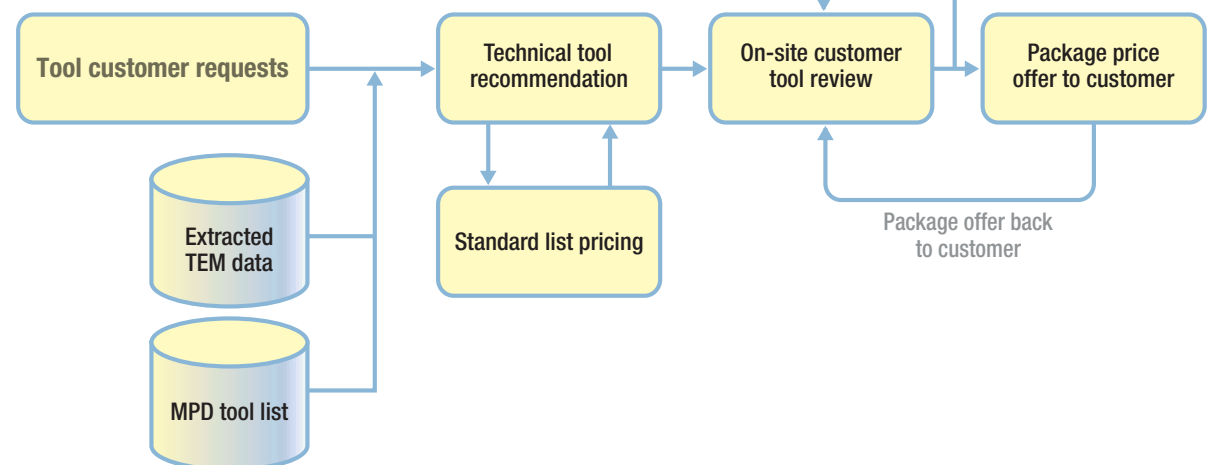 Tool customer requests
Technical tool
recommendation
On-site customer
tool review
Package price
offer to customer
Extracted
TEM data
Standard list pricing
Package offer back
to customer
MPD tool list